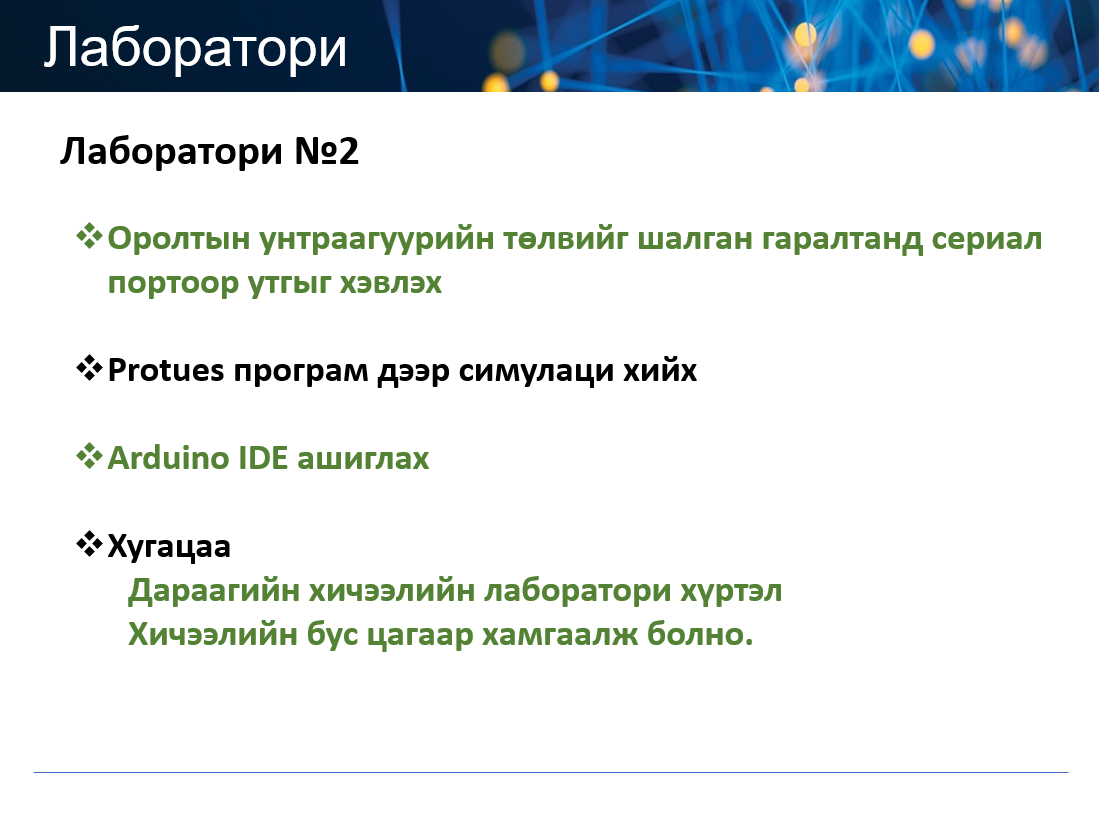 Лаборатори
Лаборатори №2
❖Оролтын унтраагуурийн төлвийг шалган гаралтанд сериал
портоор утгыг хэвлэх
❖Protues програм дээр симулаци хийх
❖Arduino IDE ашиглах
❖Хугацаа
Дараагийн хичээлийн лаборатори хүртэл
Хичээлийн бус цагаар хамгаалж болно.